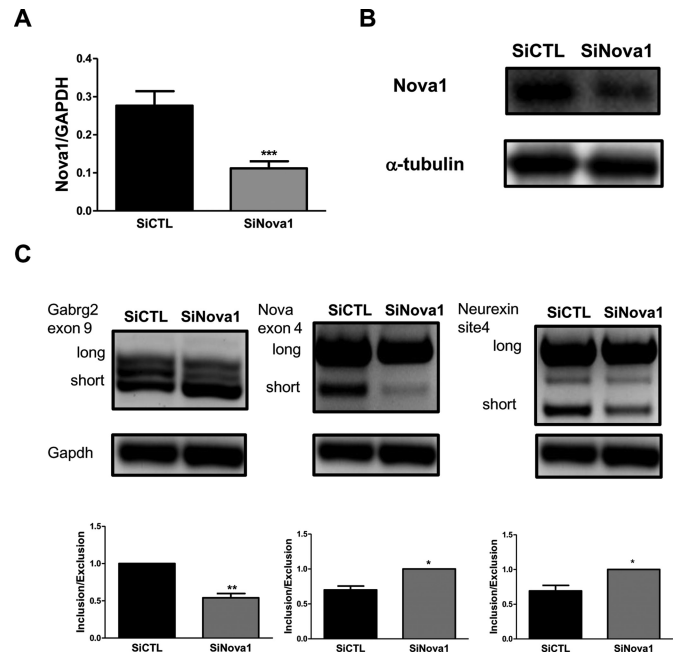 A
Nova1/GAPDH
0.4
0.3
0.2
0.1
0.0
***
SiCTL SiNova1
B
SiCTL SiNova1
Nova1
α-tubulin
C
Gabrg2
exon 9
SiCTL SiNova1
long
short
Nova
exon 4
SiCTL SiNova1
long
short
Neurexin
site4
SiCTL SiNova1
long
short
Gapdh
Inclusion/Exclusion
1.5
1.0
0.5
0.0
**
SiCTL SiNova1
Inclusion/Exclusion
1.5
1.0
0.5
0.0
*
SiCTL SiNova1
Inclusion/Exclusion
1.5
1.0
0.5
0.0
*
SiCTL SiNova1